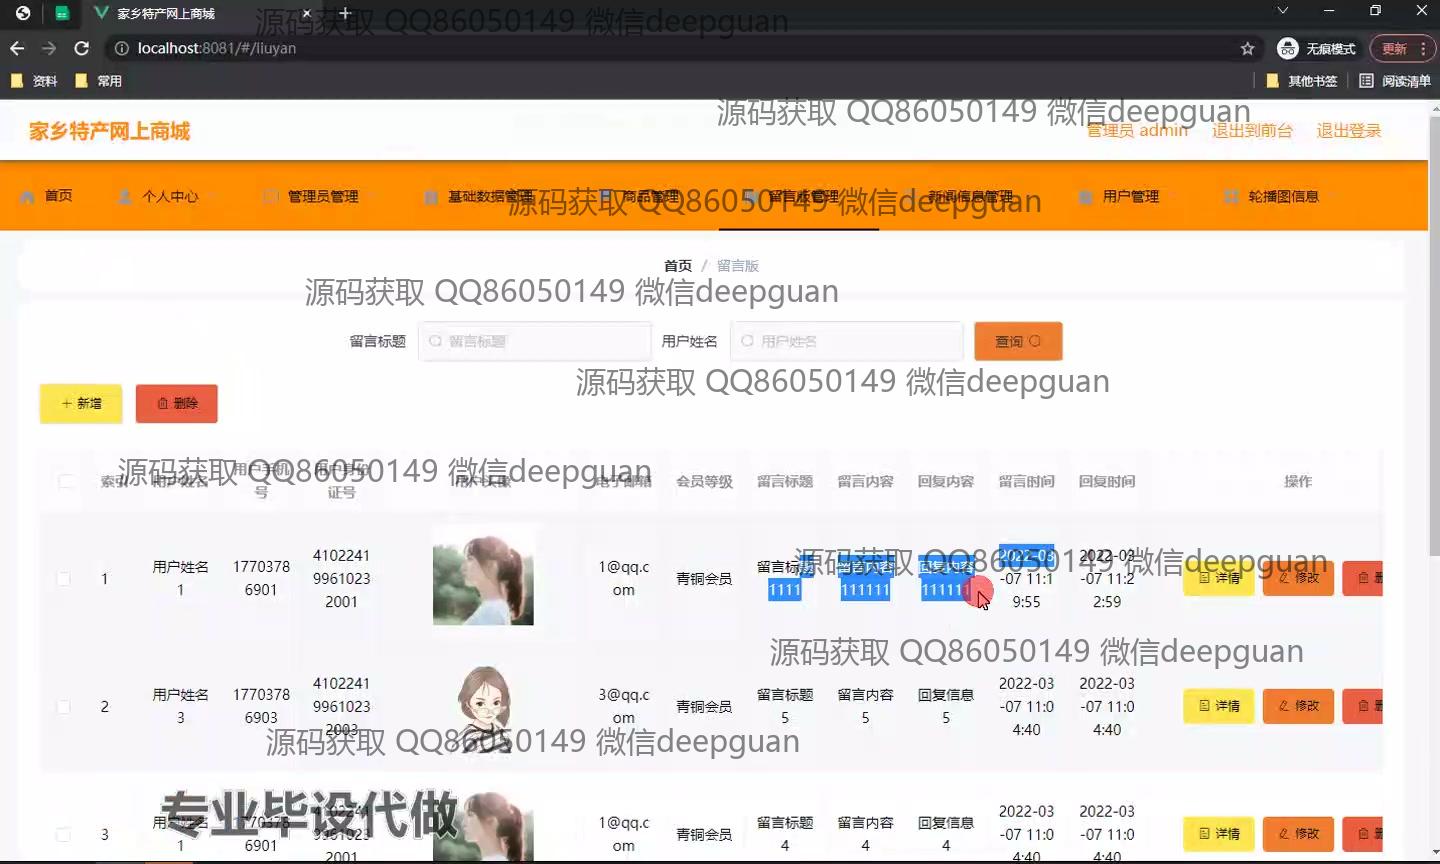 家乡特产网上商城
源码获取 QQ86050149 微信deepguan
localhost:8081/#/liuyan
无痕模式
更新
资料
常用
其他书签
阅读清单
源码获取 QQ86050149 微信deepguan
家乡特产网上商城
管理员 admin
退出到前台
退出登录
首页
个人中心
管理员管理
基础数据管理
商品管理
留言版管理
新闻信息管理
用户管理
轮播图信息
源码获取 QQ86050149 微信deepguan
首页 / 留言版
源码获取 QQ86050149 微信deepguan
留言标题
留言标题
用户姓名
用户姓名
查询
源码获取 QQ86050149 微信deepguan
新增
删除
源码获取 QQ86050149 微信deepguan
索引
用户姓名
用户手机号
用户身份证号
用户头像
电子邮箱
会员等级
留言标题
留言内容
回复内容
留言时间
回复时间
操作
1
用户姓名1
17703786901
410224199610232001
1@qq.com
青铜会员
留言标题1111
留言内容111111
回复内容111111
2022-03-07 11:19:55
2022-03-07 11:22:59
详情
修改
源码获取 QQ86050149 微信deepguan
源码获取 QQ86050149 微信deepguan
2
用户姓名3
17703786903
410224199610232003
3@qq.com
青铜会员
留言标题5
留言内容5
回复信息5
2022-03-07 11:04:40
2022-03-07 11:04:40
详情
修改
源码获取 QQ86050149 微信deepguan
3
用户姓名1
17703786901
410224199610232001
1@qq.com
青铜会员
留言标题4
留言内容4
回复信息4
2022-03-07 11:04:40
2022-03-07 11:04:40
详情
修改
专业毕设代做